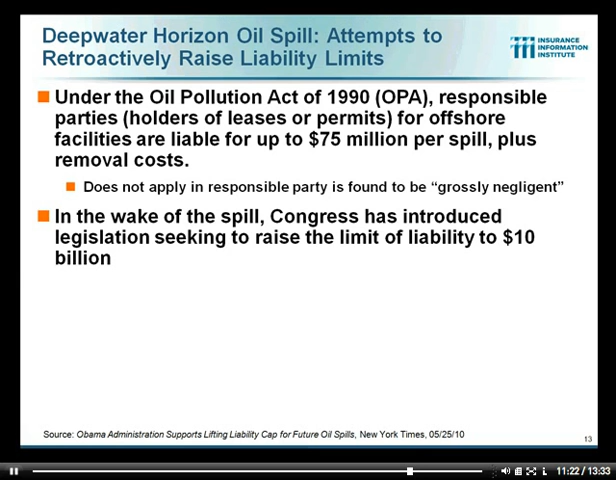 Deepwater Horizon Oil Spill: Attempts to
Retroactively Raise Liability Limits
INSURANCE
INFORMATION
INSTITUTE
Under the Oil Pollution Act of 1990 (OPA), responsible
parties (holders of leases or permits) for offshore
facilities are liable for up to $75 million per spill, plus
removal costs.
Does not apply in responsible party is found to be “grossly negligent”
In the wake of the spill, Congress has introduced
legislation seeking to raise the limit of liability to $10
billion
Source: Obama Administration Supports Lifting Liability Cap for Future Oil Spills, New York Times, 05/25/10
13
11:22 / 13:33